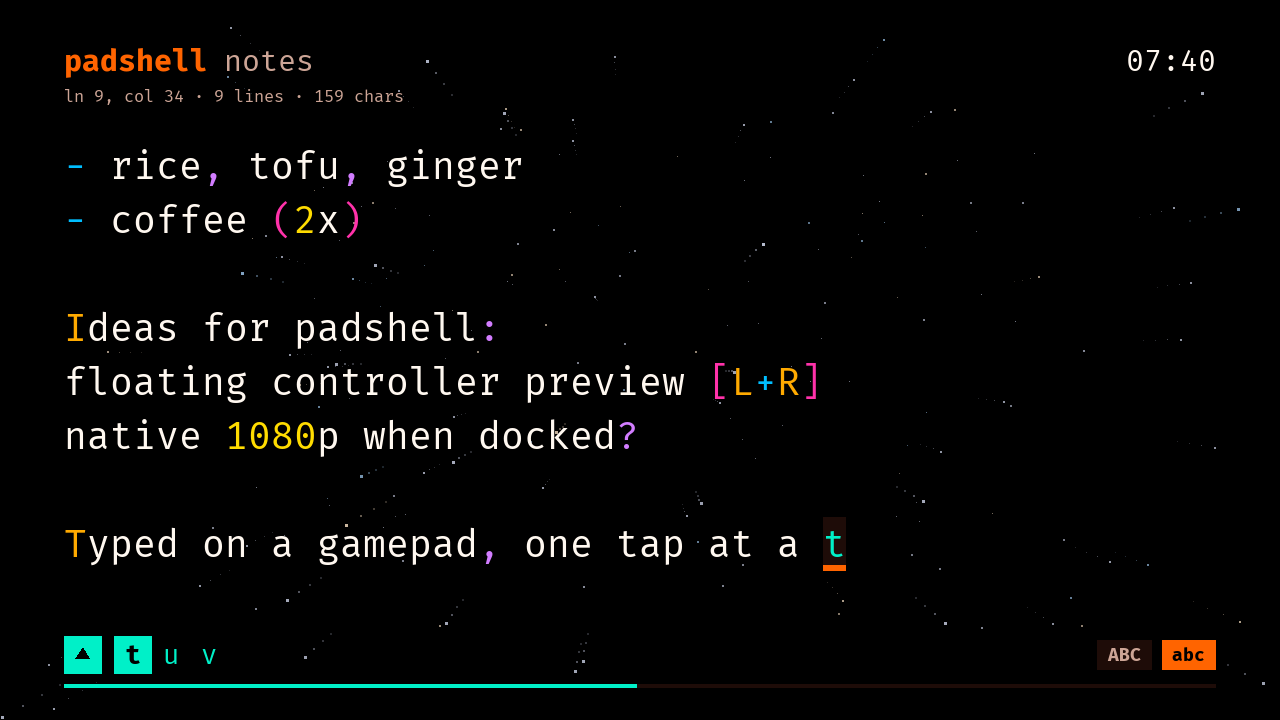 padshell notes
07:40
ln 9, col 34 · 9 lines · 159 chars
- rice, tofu, ginger
- coffee (2x)
Ideas for padshell:
floating controller preview [L+R]
native 1080p when docked?
Typed on a gamepad, one tap at a t
t u v
ABC abc